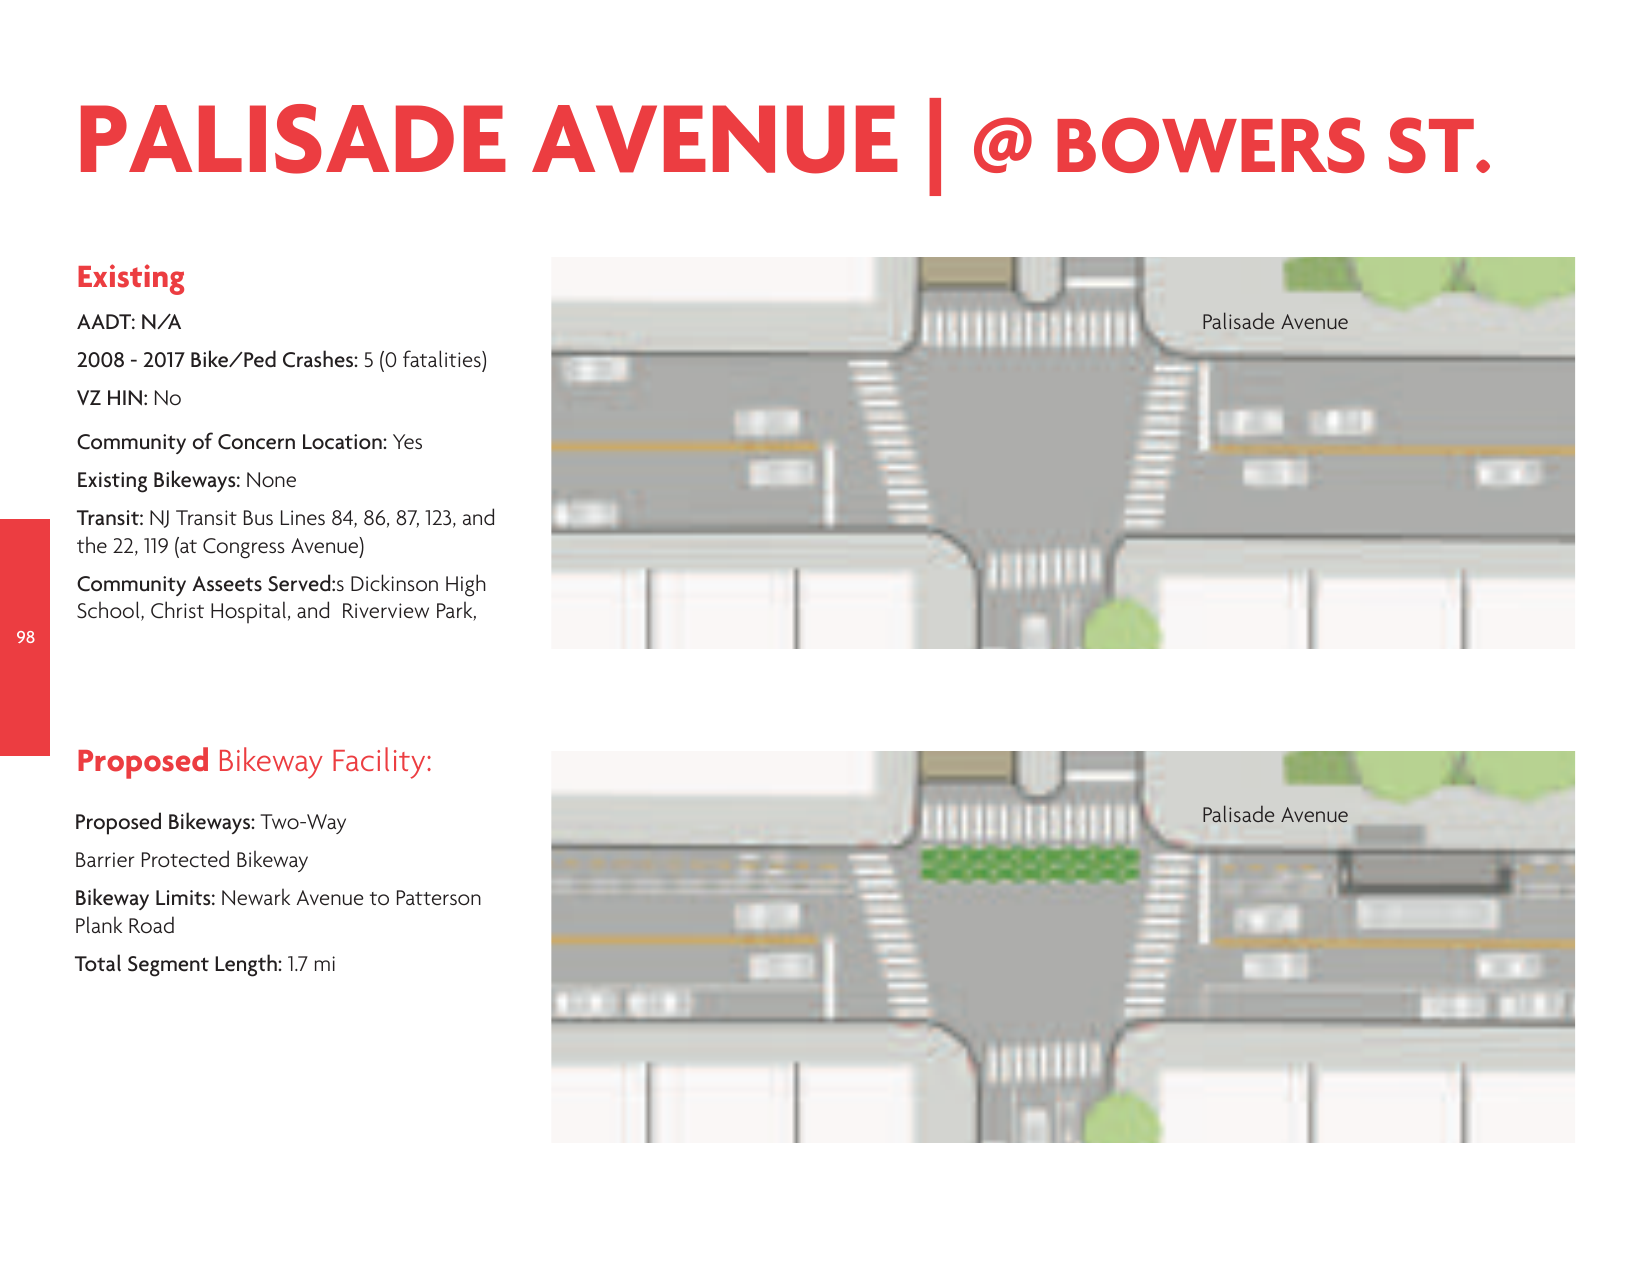 PALISADE AVENUE | @ BOWERS ST.
Existing
AADT: N/A
2008 - 2017 Bike/Ped Crashes: 5 (0 fatalities)
VZ HIN: No
Community of Concern Location: Yes
Existing Bikeways: None
Transit: NJ Transit Bus Lines 84, 86, 87, 123, and
the 22, 119 (at Congress Avenue)
Community Asseets Served:s Dickinson High
School, Christ Hospital, and  Riverview Park,
Palisade Avenue
98
Proposed Bikeway Facility:
Proposed Bikeways: Two-Way
Barrier Protected Bikeway
Bikeway Limits: Newark Avenue to Patterson
Plank Road
Total Segment Length: 1.7 mi
Palisade Avenue